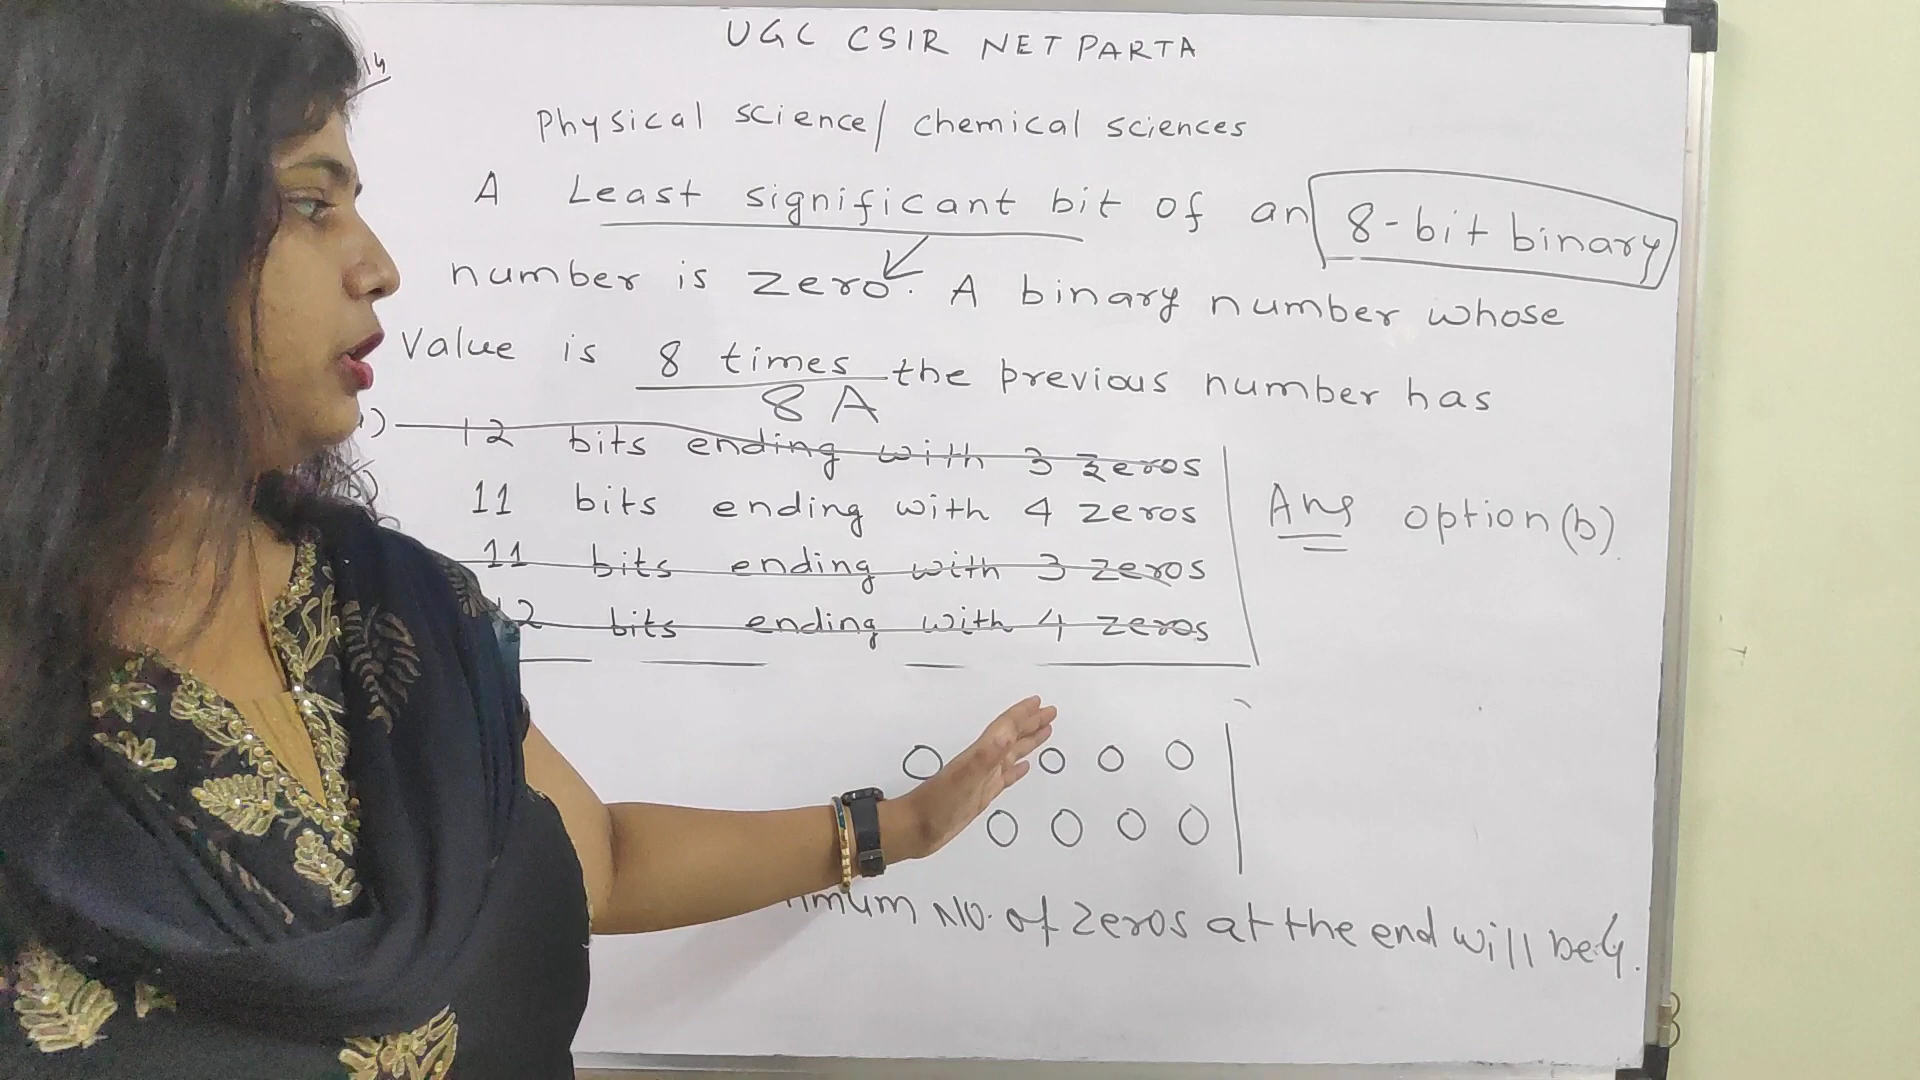 14
UGC CSIR NET PARTA
Physical science/ chemical sciences
A Least significant bit of an 8-bit binary
number is zero. A binary number whose
Value is 8 times the previous number has
8 A
12 bits ending with 3 zeros
b) 11 bits ending with 4 zeros
11 bits ending with 3 zeros
12 bits ending with 4 zeros
Ans option (b).
0 0 0 0
0 0 0 0
imum NO. of zeros at the end will be 4.